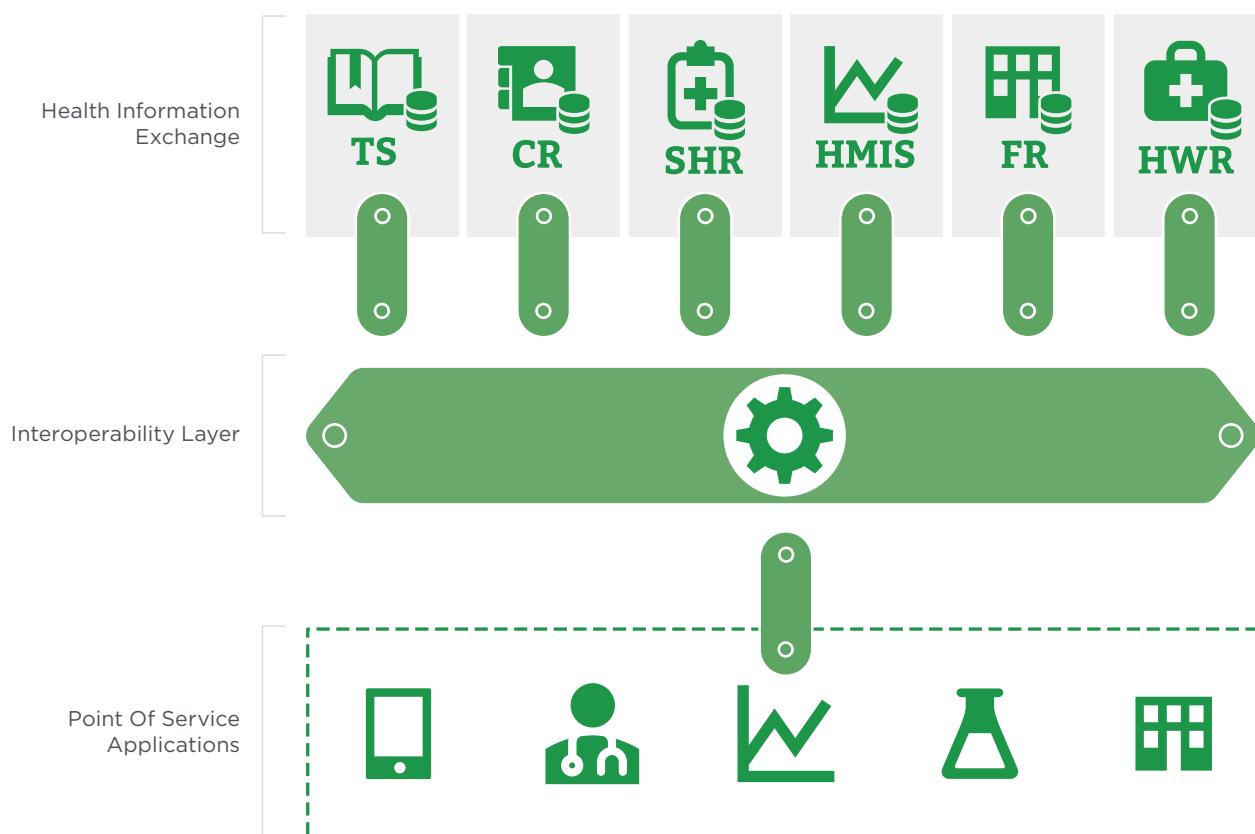 Health Information
Exchange
TS
CR
SHR
HMIS
FR
HWR
Interoperability Layer
Point Of Service
Applications